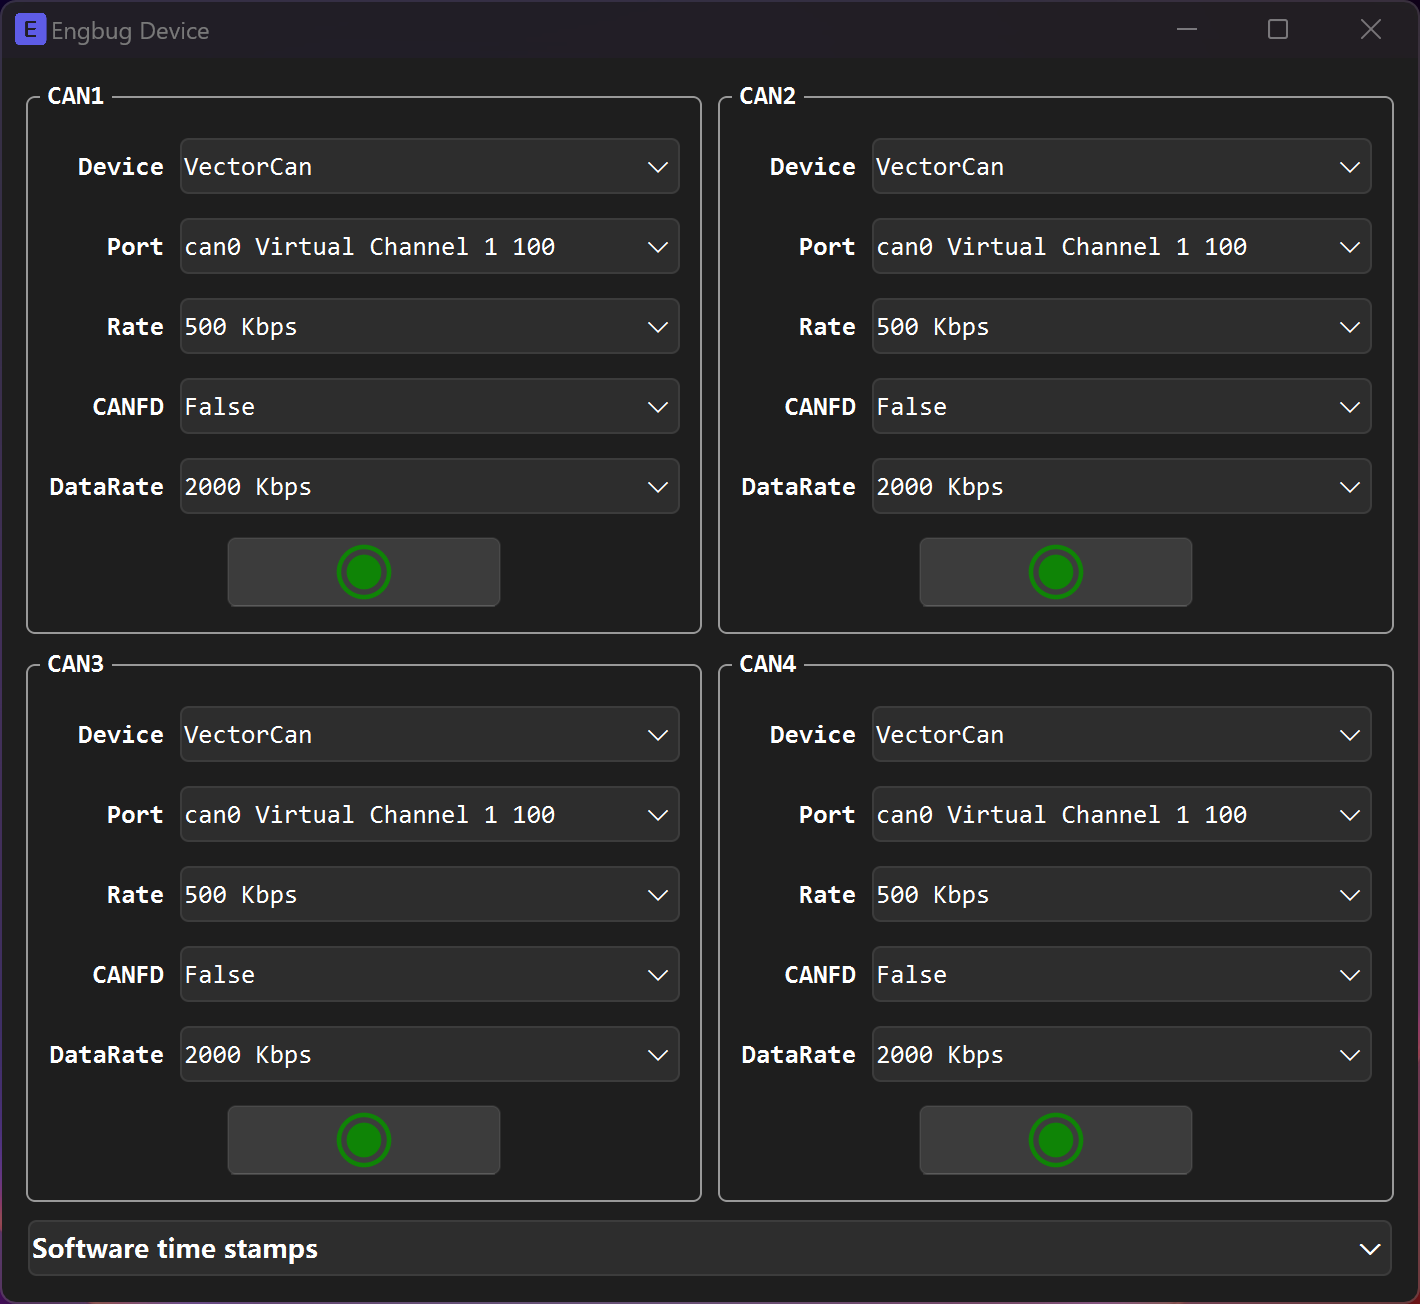 E Engbug Device
CAN1
Device VectorCan
Port can0 Virtual Channel 1 100
Rate 500 Kbps
CANFD False
DataRate 2000 Kbps
CAN2
Device VectorCan
Port can0 Virtual Channel 1 100
Rate 500 Kbps
CANFD False
DataRate 2000 Kbps
CAN3
Device VectorCan
Port can0 Virtual Channel 1 100
Rate 500 Kbps
CANFD False
DataRate 2000 Kbps
CAN4
Device VectorCan
Port can0 Virtual Channel 1 100
Rate 500 Kbps
CANFD False
DataRate 2000 Kbps
Software time stamps